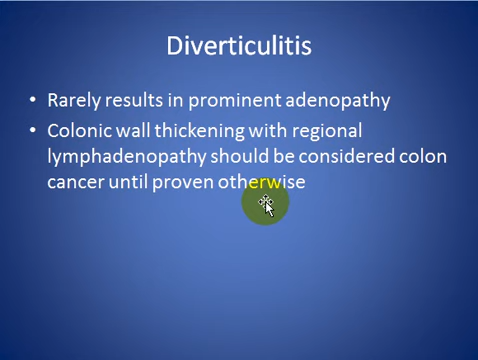 Diverticulitis
• Rarely results in prominent adenopathy
• Colonic wall thickening with regional
lymphadenopathy should be considered colon
cancer until proven otherwise